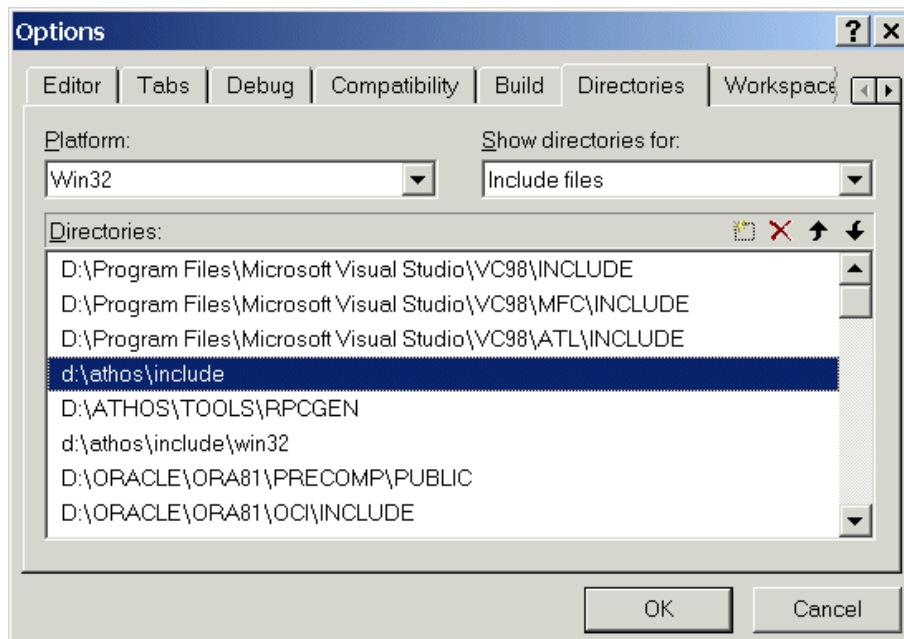 Options
Editor Tabs Debug Compatibility Build Directories Workspace
Platform: Show directories for:
Win32 Include files
Directories:
D:\Program Files\Microsoft Visual Studio\VC98\INCLUDE
D:\Program Files\Microsoft Visual Studio\VC98\MFC\INCLUDE
D:\Program Files\Microsoft Visual Studio\VC98\ATL\INCLUDE
d:\athos\include
D:\ATHOS\TOOLS\RPCGEN
d:\athos\include\win32
D:\ORACLE\ORA81\PRECOMP\PUBLIC
D:\ORACLE\ORA81\OCI\INCLUDE
OK Cancel